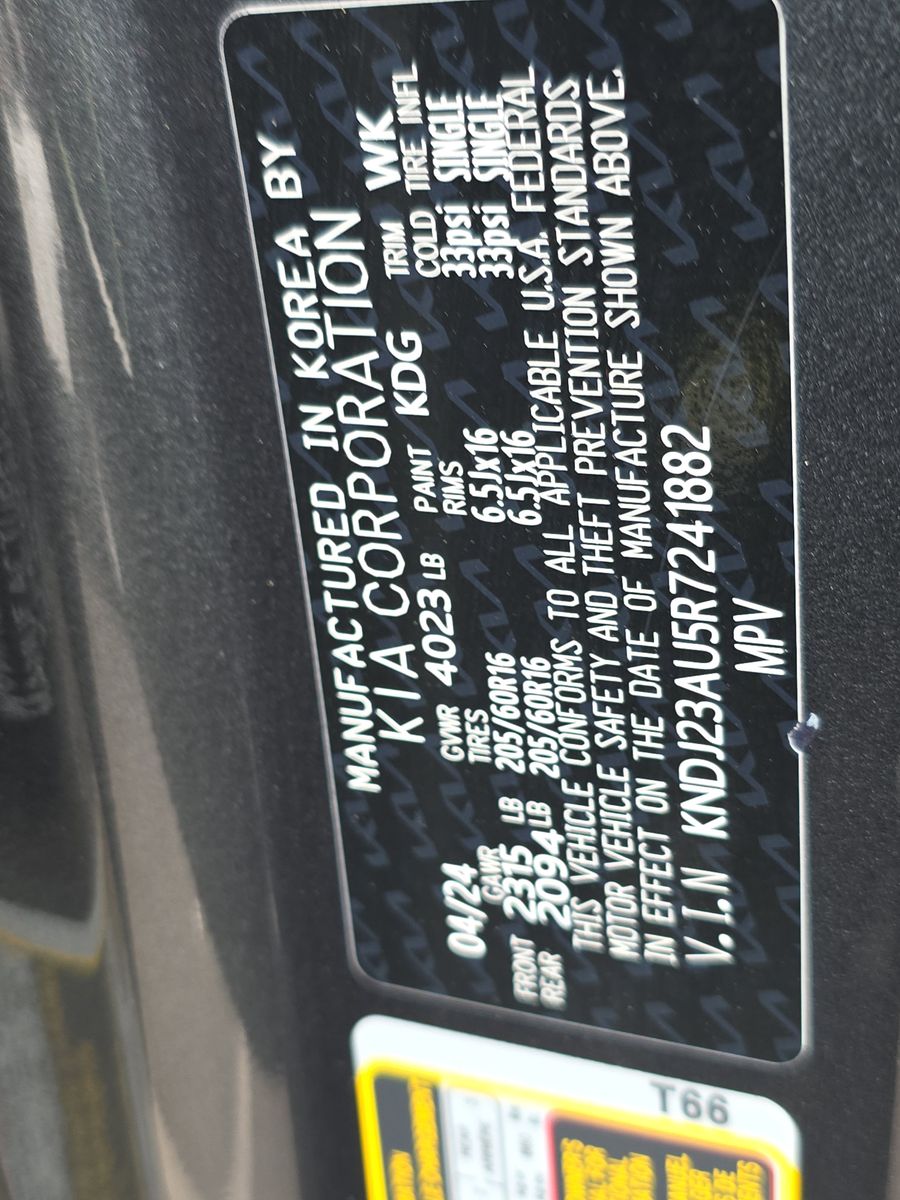 MANUFACTURED IN KOREA BY
KIA CORPORATION
04/24 GVWR 4023 LB PAINT KDG TRIM WK
GAWR TIRES RIMS COLD TIRE INFL
FRONT 2315 LB 205/60R16 6.5Jx16 33psi SINGLE
REAR 2094 LB 205/60R16 6.5Jx16 33psi SINGLE
THIS VEHICLE CONFORMS TO ALL APPLICABLE U.S.A. FEDERAL
MOTOR VEHICLE SAFETY AND THEFT PREVENTION STANDARDS
IN EFFECT ON THE DATE OF MANUFACTURE SHOWN ABOVE.
V.I.N KNDJ23AU5R7241882
MPV
T66